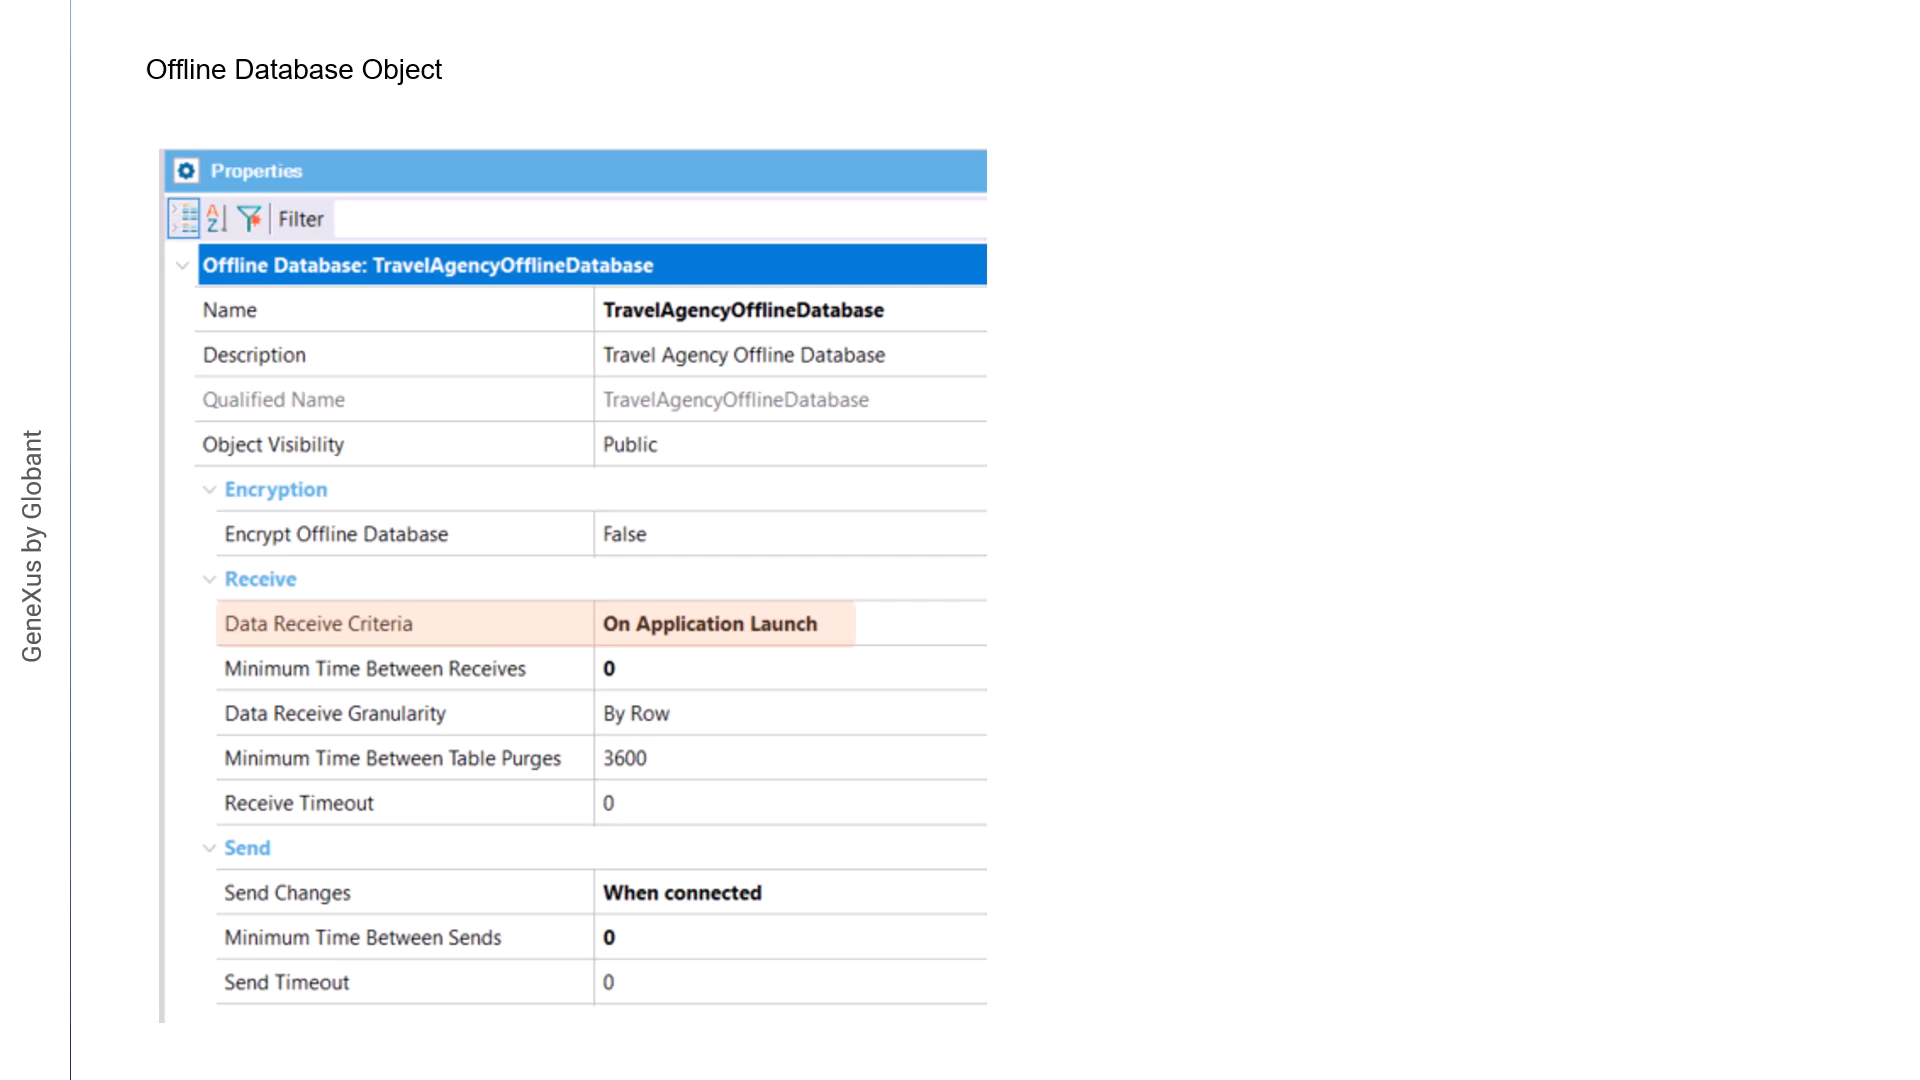 Offline Database Object
Properties
Filter
Offline Database: TravelAgencyOfflineDatabase
Name TravelAgencyOfflineDatabase
Description Travel Agency Offline Database
Qualified Name TravelAgencyOfflineDatabase
Object Visibility Public
Encryption
Encrypt Offline Database False
Receive
Data Receive Criteria On Application Launch
Minimum Time Between Receives 0
Data Receive Granularity By Row
Minimum Time Between Table Purges 3600
Receive Timeout 0
Send
Send Changes When connected
Minimum Time Between Sends 0
Send Timeout 0
GeneXus by Globant